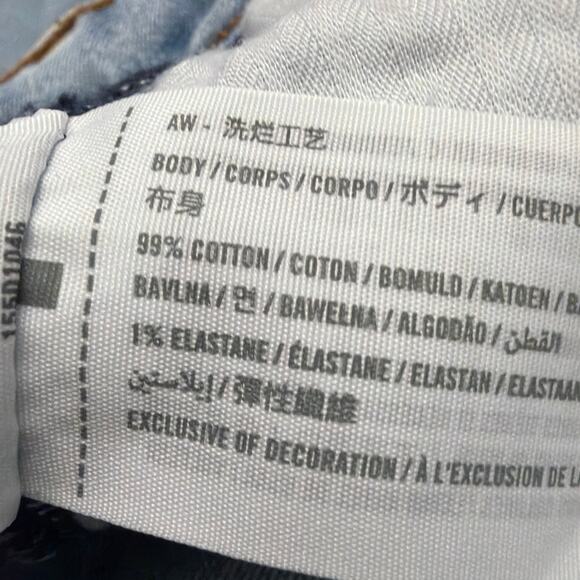 AW - 洗烂工艺
BODY / CORPS / CORPO / ボディ / CUERPO
布身
99% COTTON / COTON / BOMULD / KATOEN /
BAVLNA / 면 / BAWEŁNA / ALGODÃO / القطن
1% ELASTANE / ÉLASTANE / ELASTAN /
إيلاستين / 彈性纖維
EXCLUSIVE OF DECORATION / À L'EXCLUSION DE
155D1046